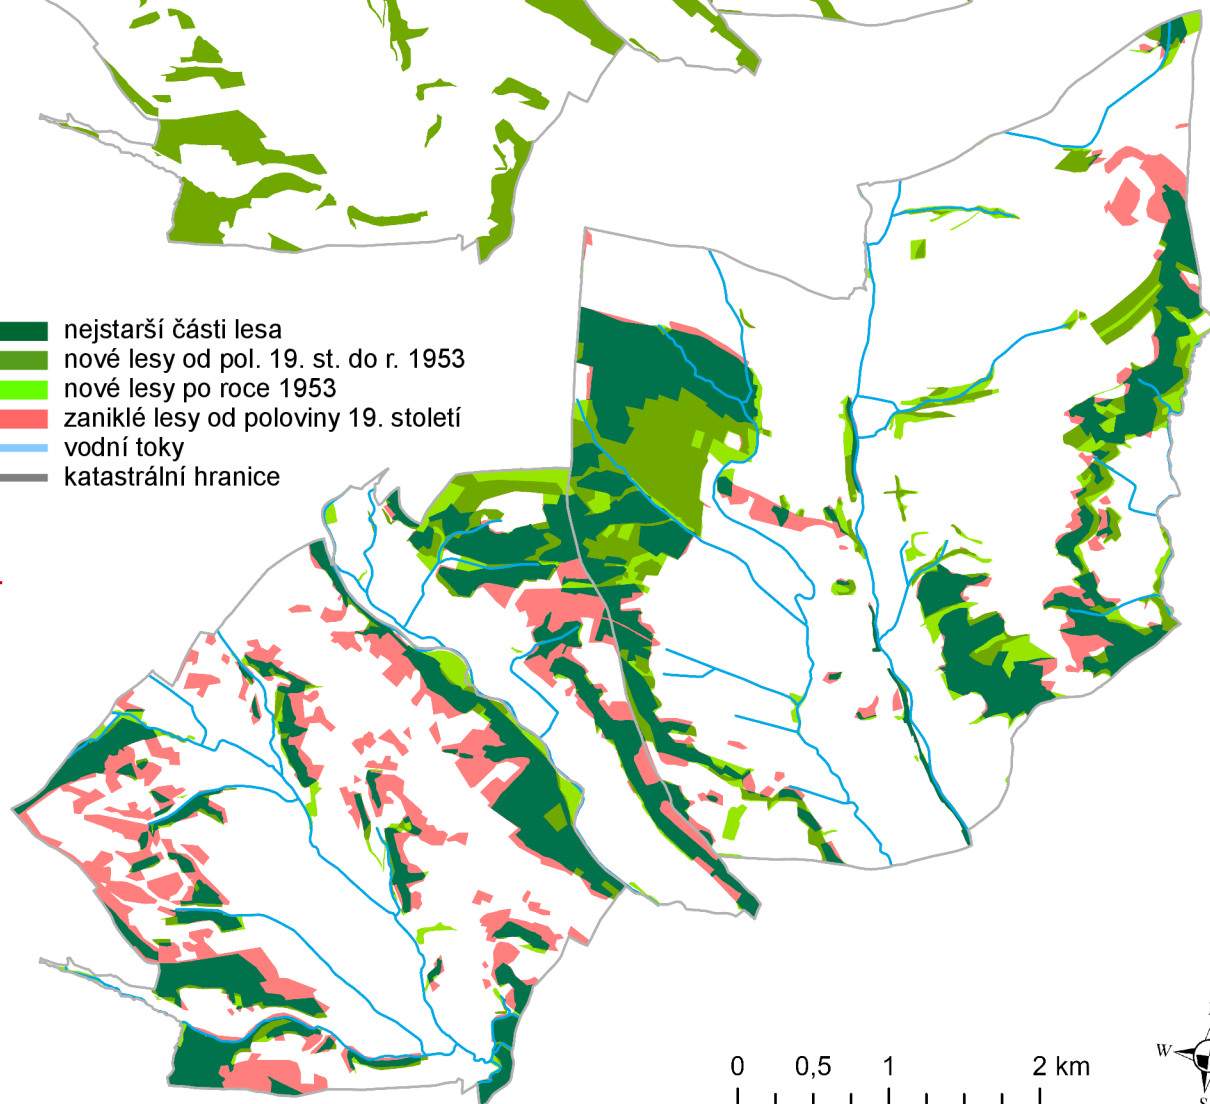 nejstarší části lesa
nové lesy od pol. 19. st. do r. 1953
nové lesy po roce 1953
zaniklé lesy od poloviny 19. století
vodní toky
katastrální hranice
0 0,5 1 2 km
W